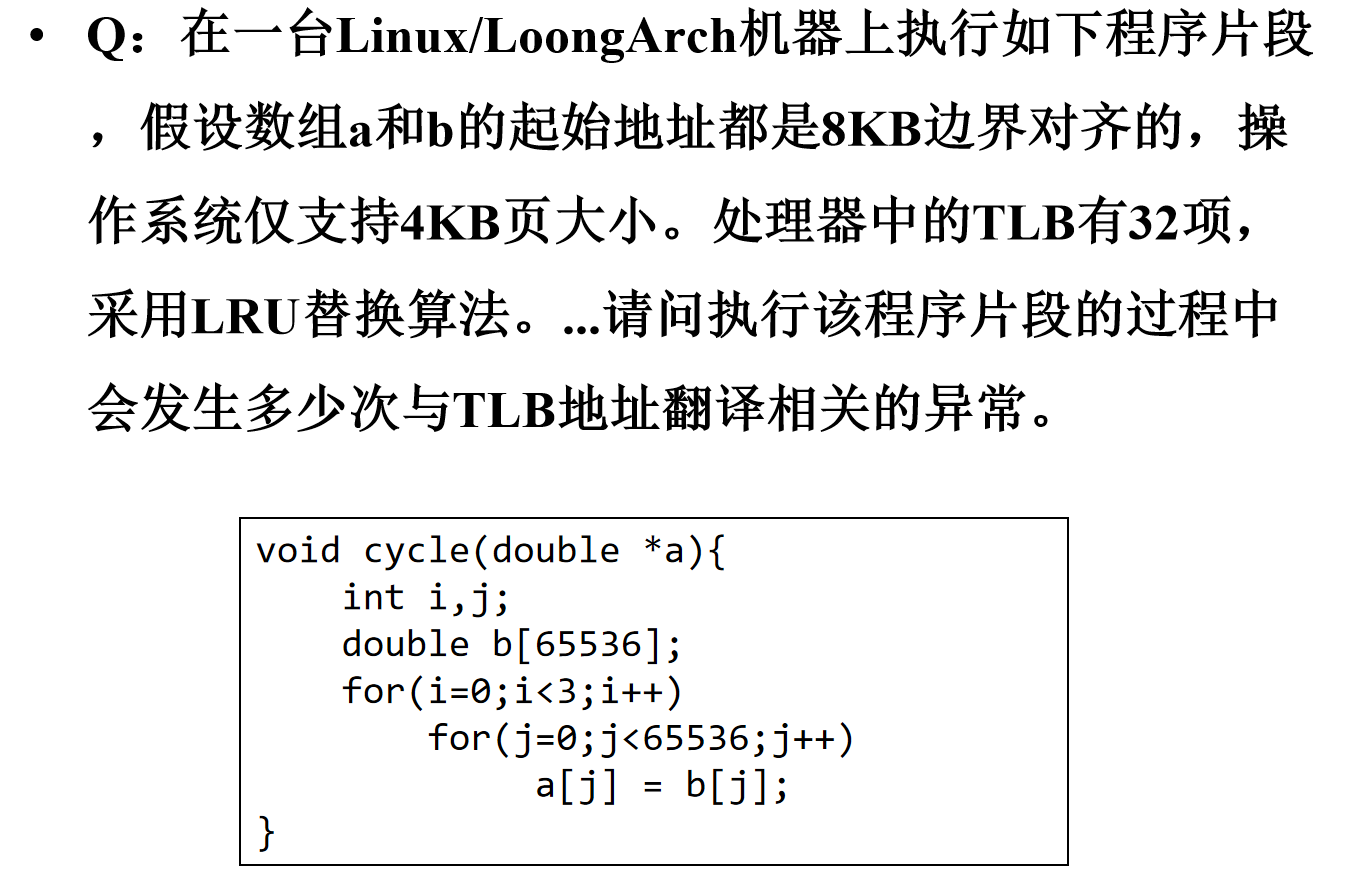 • Q：在一台Linux/LoongArch机器上执行如下程序片段
，假设数组a和b的起始地址都是8KB边界对齐的，操
作系统仅支持4KB页大小。处理器中的TLB有32项，
采用LRU替换算法。...请问执行该程序片段的过程中
会发生多少次与TLB地址翻译相关的异常。
void cycle(double *a){
    int i,j;
    double b[65536];
    for(i=0;i<3;i++)
        for(j=0;j<65536;j++)
             a[j] = b[j];
}